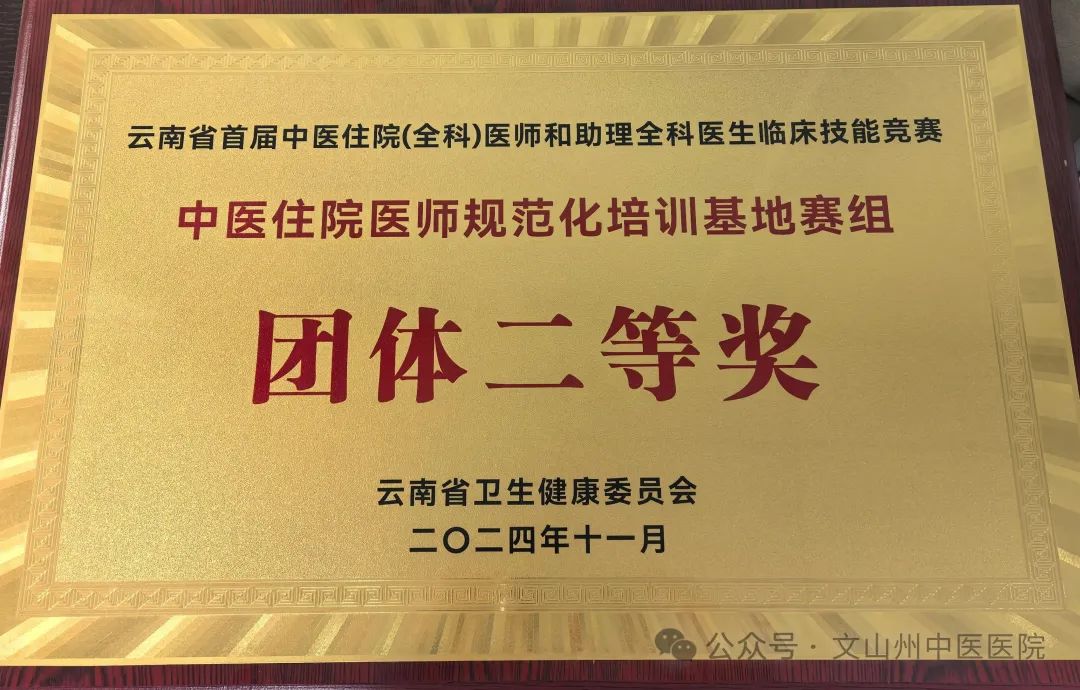 云南省首届中医住院(全科)医师和助理全科医生临床技能竞赛
中医住院医师规范化培训基地赛组
团体二等奖
云南省卫生健康委员会
二〇二四年十一月
公众号·文山州中医医院